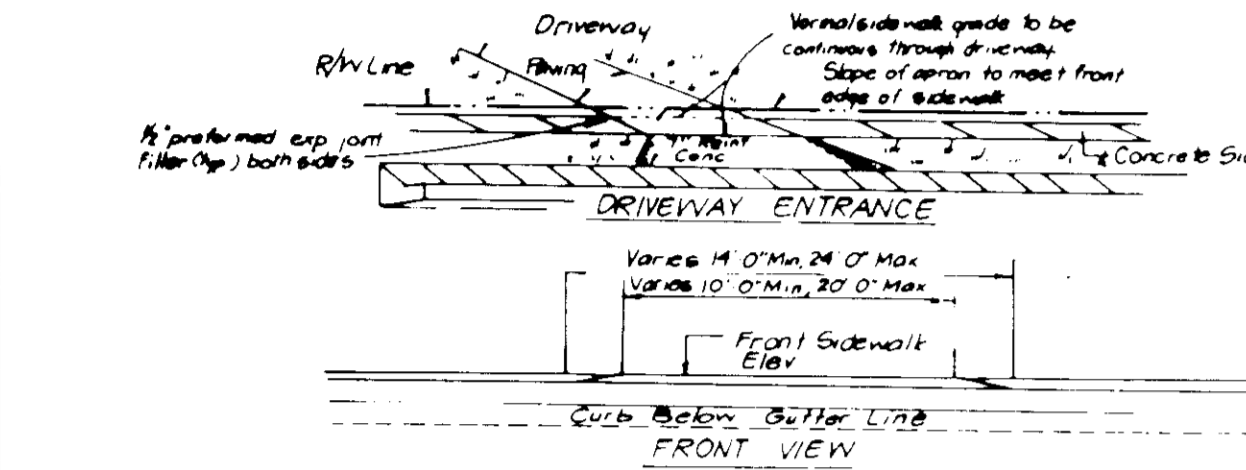 Driveway
Normal sidewalk grade to be
continuous through driveway
R/W Line
Paving
Slope of apron to meet front
edge of sidewalk
1/2" preformed exp joint
filler (typ) both sides
Conc
Concrete Sid
DRIVEWAY ENTRANCE
Varies 14'0" Min, 24'0" Max
Varies 10'0" Min, 20'0" Max
Front Sidewalk
Elev
Curb Below Gutter Line
FRONT VIEW